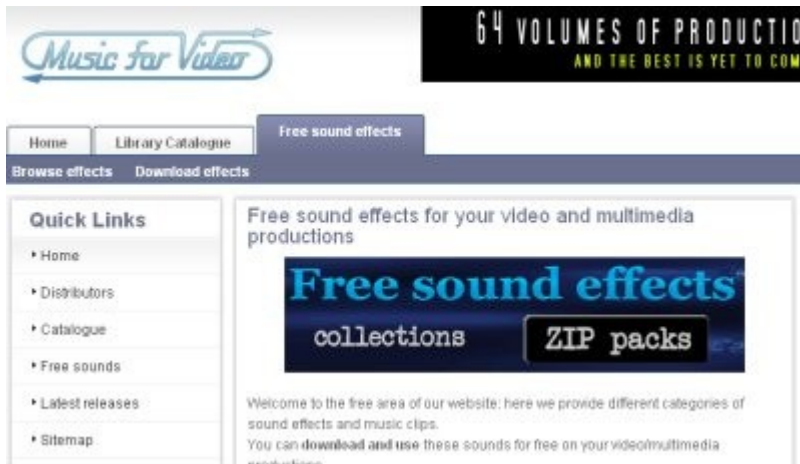 Music for Video
64 VOLUMES OF PRODUCTIO
AND THE BEST IS YET TO COM
Home
Library Catalogue
Free sound effects
Browse effects
Download effects
Quick Links
Home
Distributors
Catalogue
Free sounds
Latest releases
Sitemap
Free sound effects for your video and multimedia
productions
Free sound effects
collections
ZIP packs
Welcome to the free area of our website: here we provide different categories of
sound effects and music clips.
You can download and use these sounds for free on your video/multimedia
productions